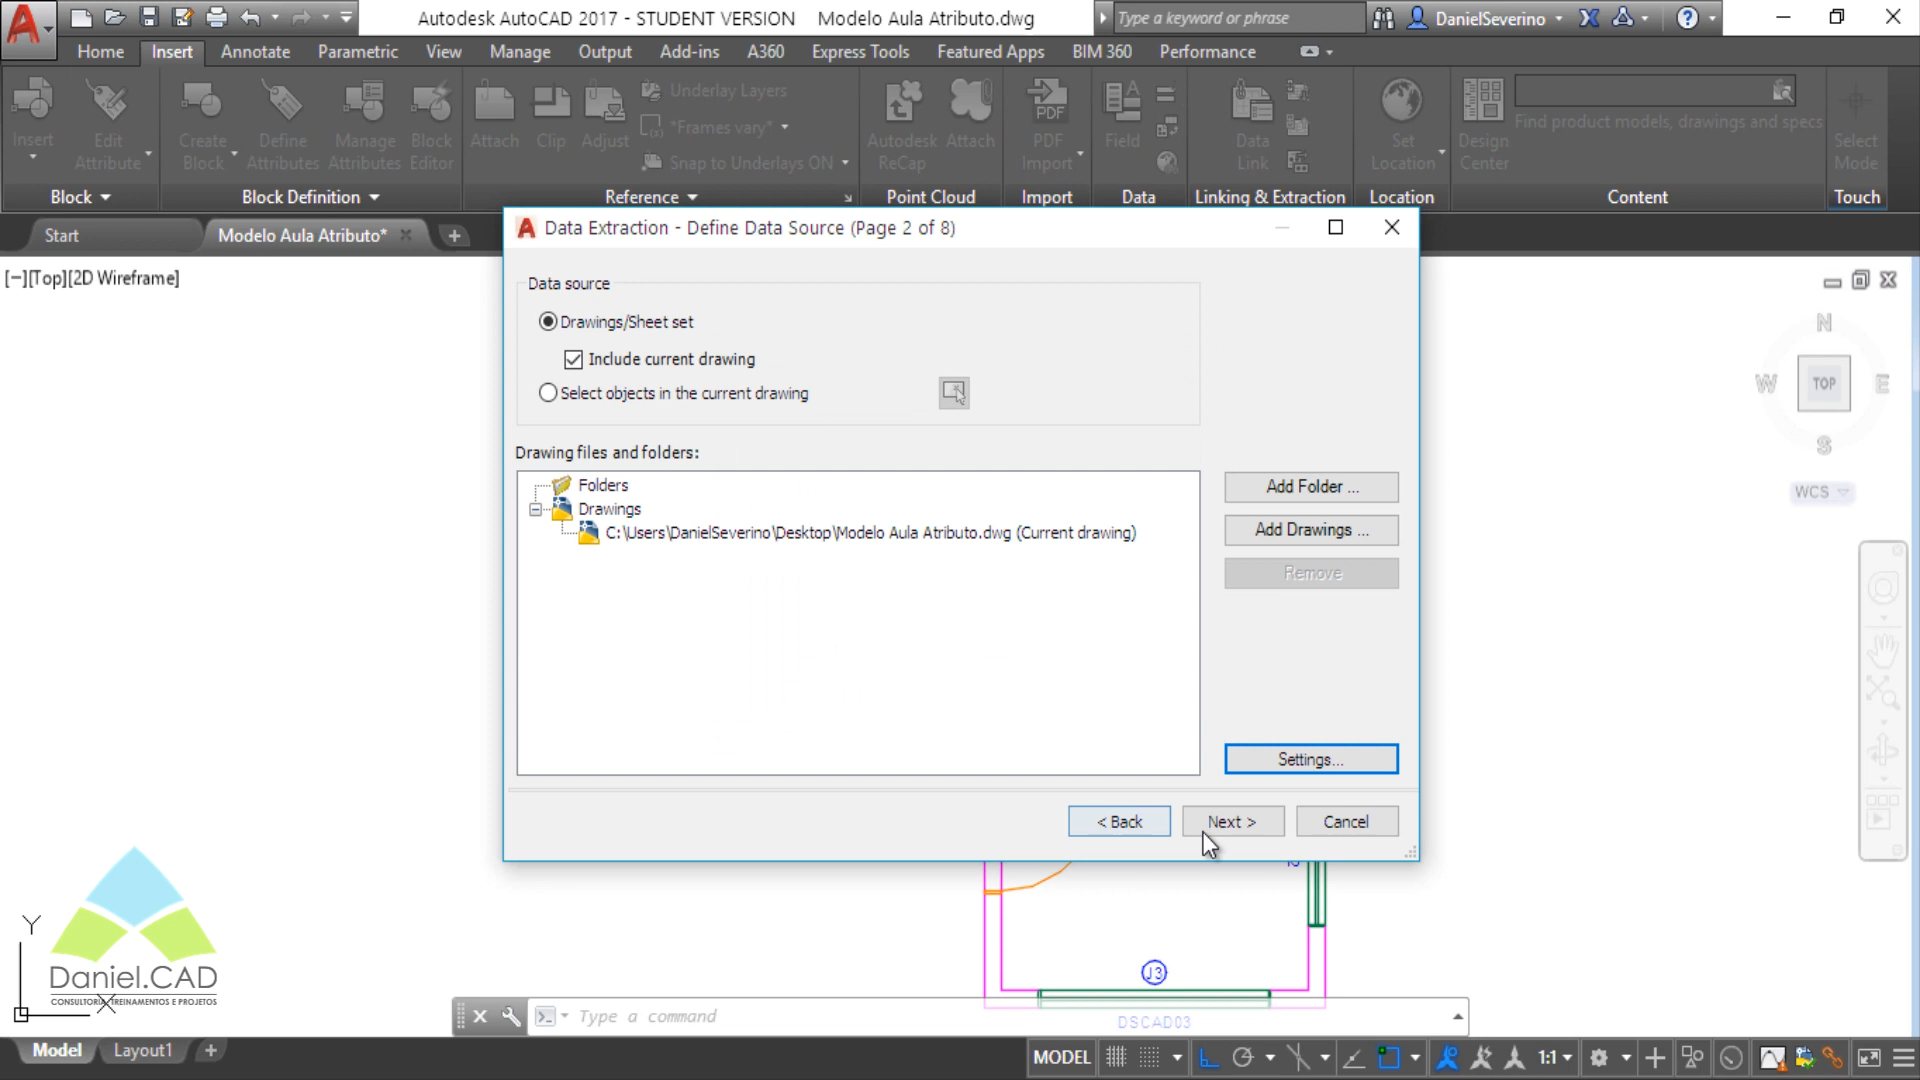 Autodesk AutoCAD 2017 - STUDENT VERSION Modelo Aula Atributo.dwg
Type a keyword or phrase
DanielSeverino
Home Insert Annotate Parametric View Manage Output Add-ins A360 Express Tools Featured Apps BIM 360 Performance
Insert
Edit Attribute
Create Block
Define Attributes
Manage Attributes
Block Editor
Attach
Clip
Adjust
Underlay Layers
*Frames vary*
Snap to Underlays ON
Autodesk ReCap
Attach
PDF
PDF Import
Field
Data Link
Set Location
Design Center
Find product models, drawings and specs
Select Mode
Block
Block Definition
Reference
Point Cloud
Import
Data
Linking & Extraction
Location
Content
Touch
Start
Modelo Aula Atributo*
[−][Top][2D Wireframe]
Data Extraction - Define Data Source (Page 2 of 8)
Data source
Drawings/Sheet set
Include current drawing
Select objects in the current drawing
Drawing files and folders:
Folders
Drawings
C:\Users\DanielSeverino\Desktop\Modelo Aula Atributo.dwg (Current drawing)
Add Folder ...
Add Drawings ...
Remove
Settings...
< Back
Next >
Cancel
N
W
TOP
E
S
WCS
J3
DSCAD03
Y
X
Daniel.CAD
CONSULTORIA, TREINAMENTOS E PROJETOS
Type a command
Model
Layout1
MODEL
1:1